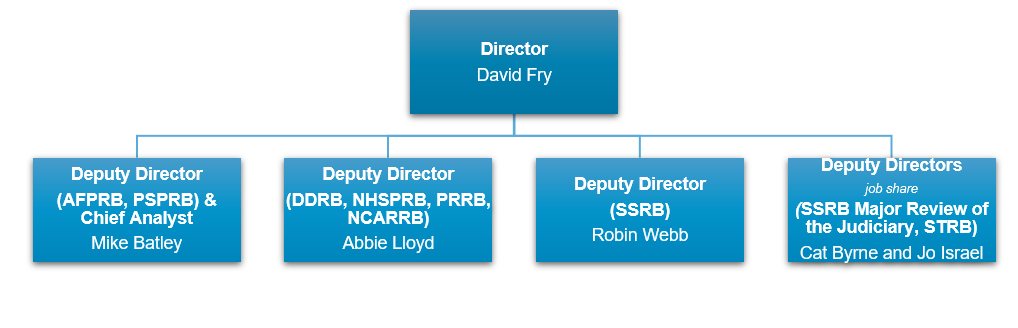 Director
David Fry
Deputy Director
(AFPRB, PSPRB) &
Chief Analyst
Mike Batley
Deputy Director
(DDRB, NHSPRB, PRRB,
NCARRB)
Abbie Lloyd
Deputy Director
(SSRB)
Robin Webb
Deputy Directors
job share
(SSRB Major Review of
the Judiciary, STRB)
Cat Byrne and Jo Israel